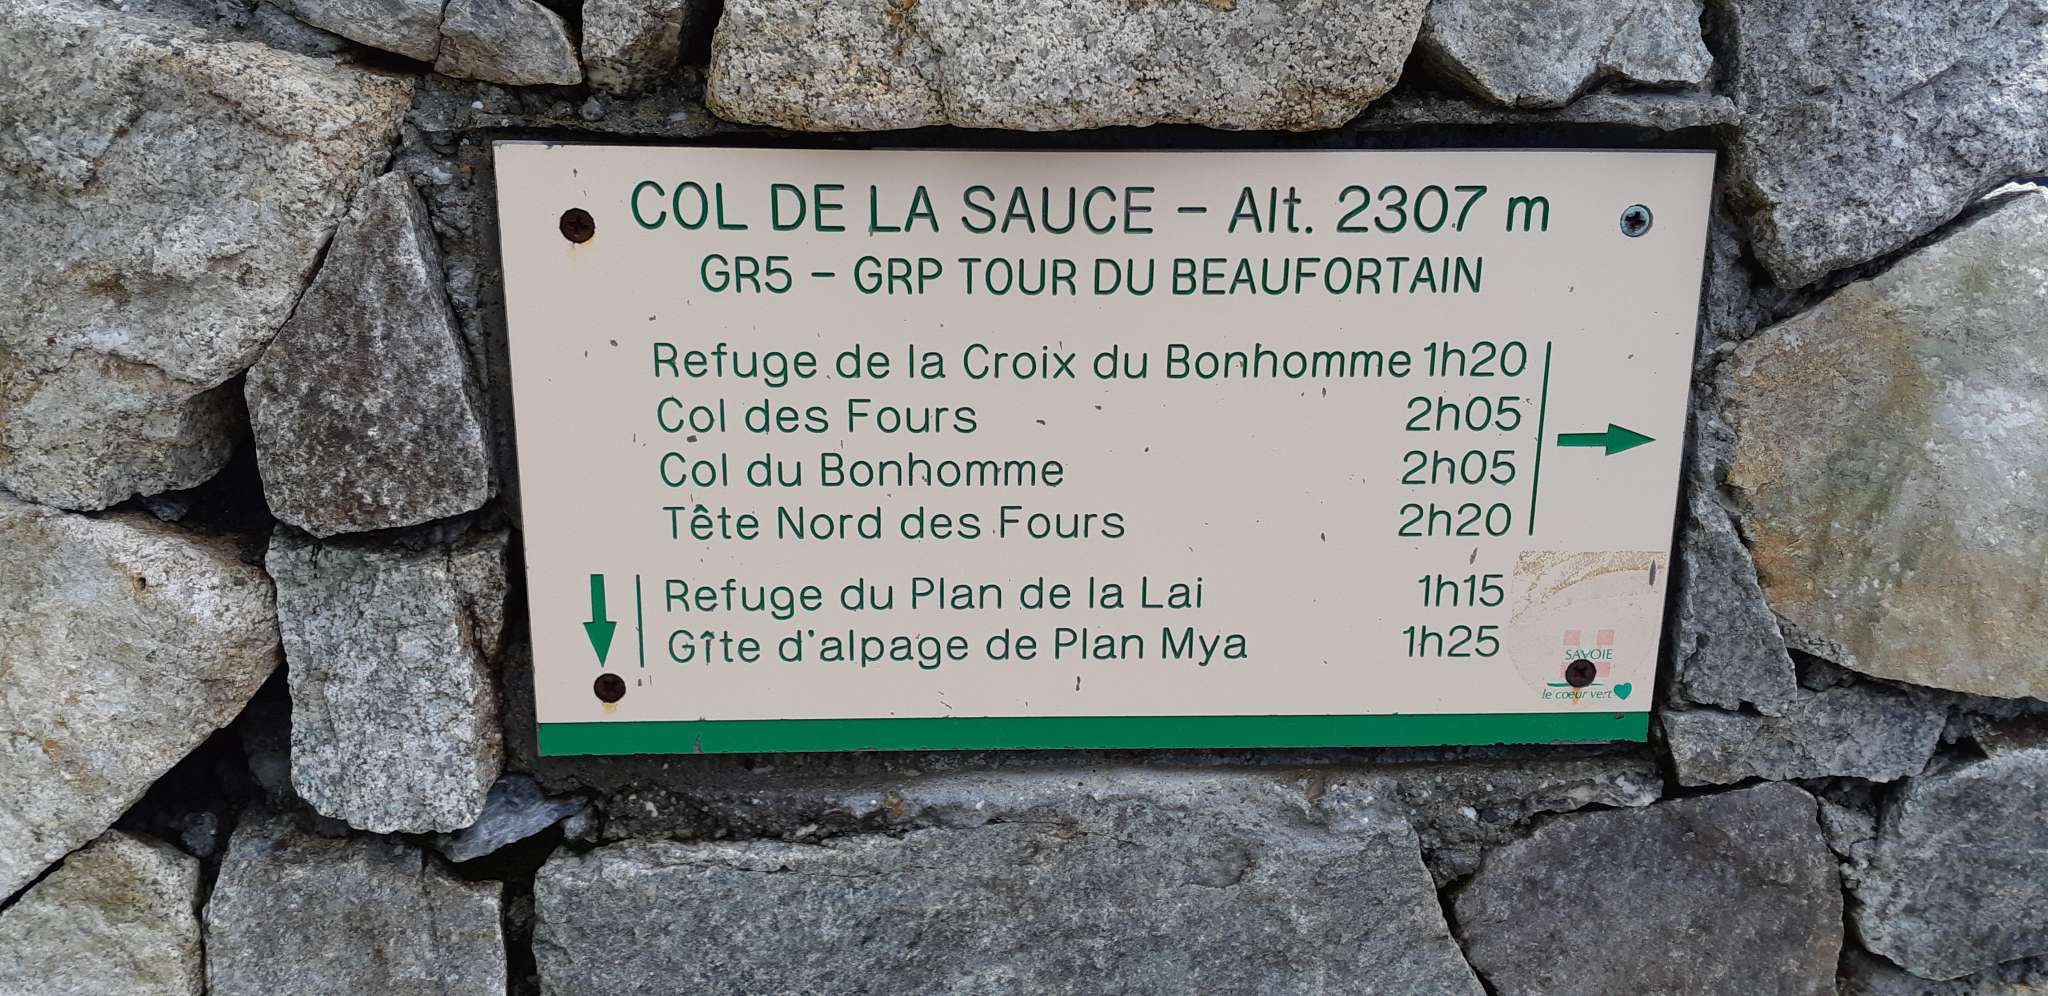 COL DE LA SAUCE - Alt. 2307 m
GR5 - GRP TOUR DU BEAUFORTAIN
Refuge de la Croix du Bonhomme 1h20
Col des Fours 2h05
Col du Bonhomme 2h05
Tête Nord des Fours 2h20
Refuge du Plan de la Lai 1h15
Gîte d'alpage de Plan Mya 1h25
SAVOIE
le coeur vert